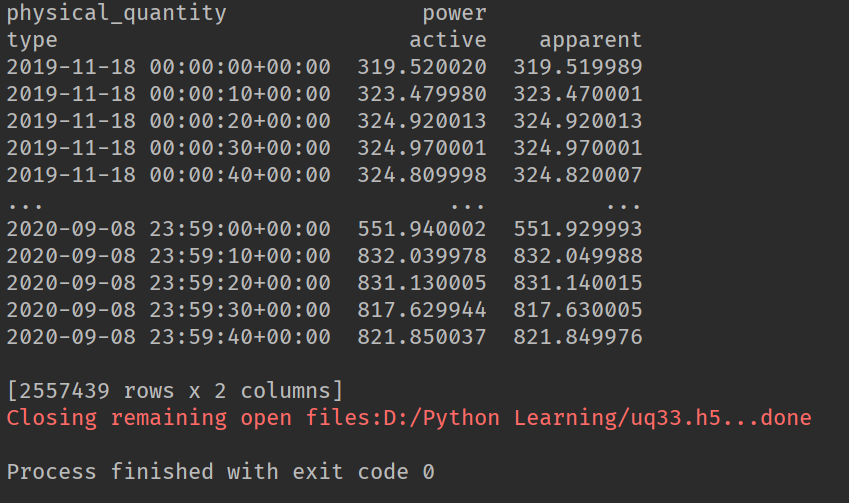 physical_quantity power
type active apparent
2019-11-18 00:00:00+00:00 319.520020 319.519989
2019-11-18 00:00:10+00:00 323.479980 323.470001
2019-11-18 00:00:20+00:00 324.920013 324.920013
2019-11-18 00:00:30+00:00 324.970001 324.970001
2019-11-18 00:00:40+00:00 324.809998 324.820007
... ... ...
2020-09-08 23:59:00+00:00 551.940002 551.929993
2020-09-08 23:59:10+00:00 832.039978 832.049988
2020-09-08 23:59:20+00:00 831.130005 831.140015
2020-09-08 23:59:30+00:00 817.629944 817.630005
2020-09-08 23:59:40+00:00 821.850037 821.849976
[2557439 rows x 2 columns]
Closing remaining open files:D:/Python Learning/uq33.h5...done
Process finished with exit code 0